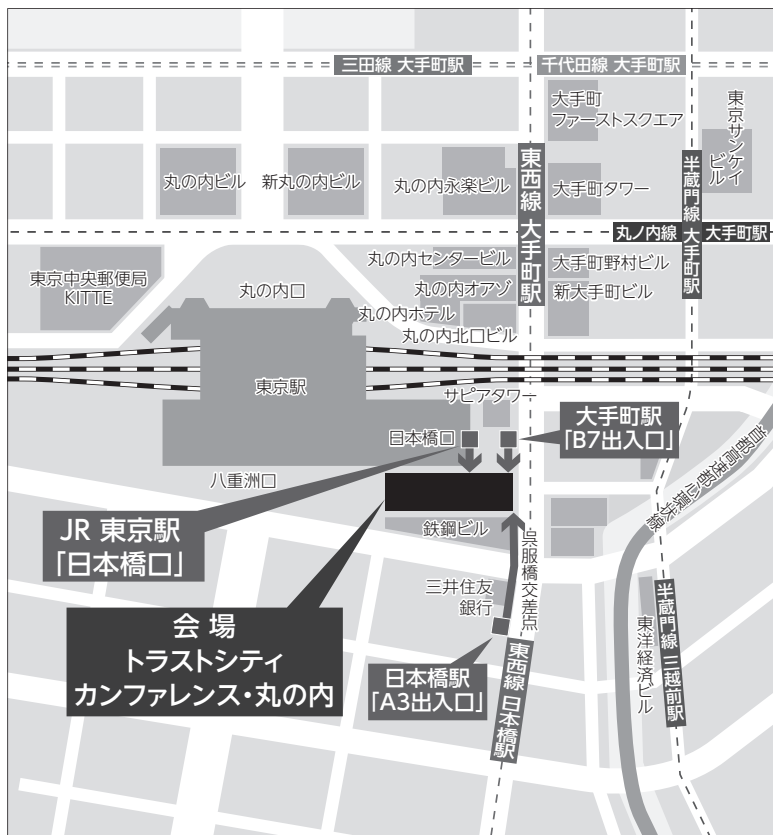 三田線 大手町駅
千代田線 大手町駅
大手町
ファーストスクエア
東京サンケイ
ビル
丸の内ビル
新丸の内ビル
丸の内永楽ビル
東西線 大手町駅
大手町タワー
半蔵門線 大手町駅
丸ノ内線
大手町駅
東京中央郵便局
KITTE
丸の内口
丸の内センタービル
丸の内オアゾ
丸の内ホテル
丸の内北口ビル
大手町野村ビル
新大手町ビル
東京駅
サピアタワー
日本橋口
大手町駅
「B7出入口」
首都高速都心環状線
八重洲口
JR 東京駅
「日本橋口」
鉄鋼ビル
呉服橋交差点
三井住友
銀行
会 場
トラストシティ
カンファレンス・丸の内
日本橋駅
「A3出入口」
東西線 日本橋駅
東洋経済ビル
半蔵門線 三越前駅